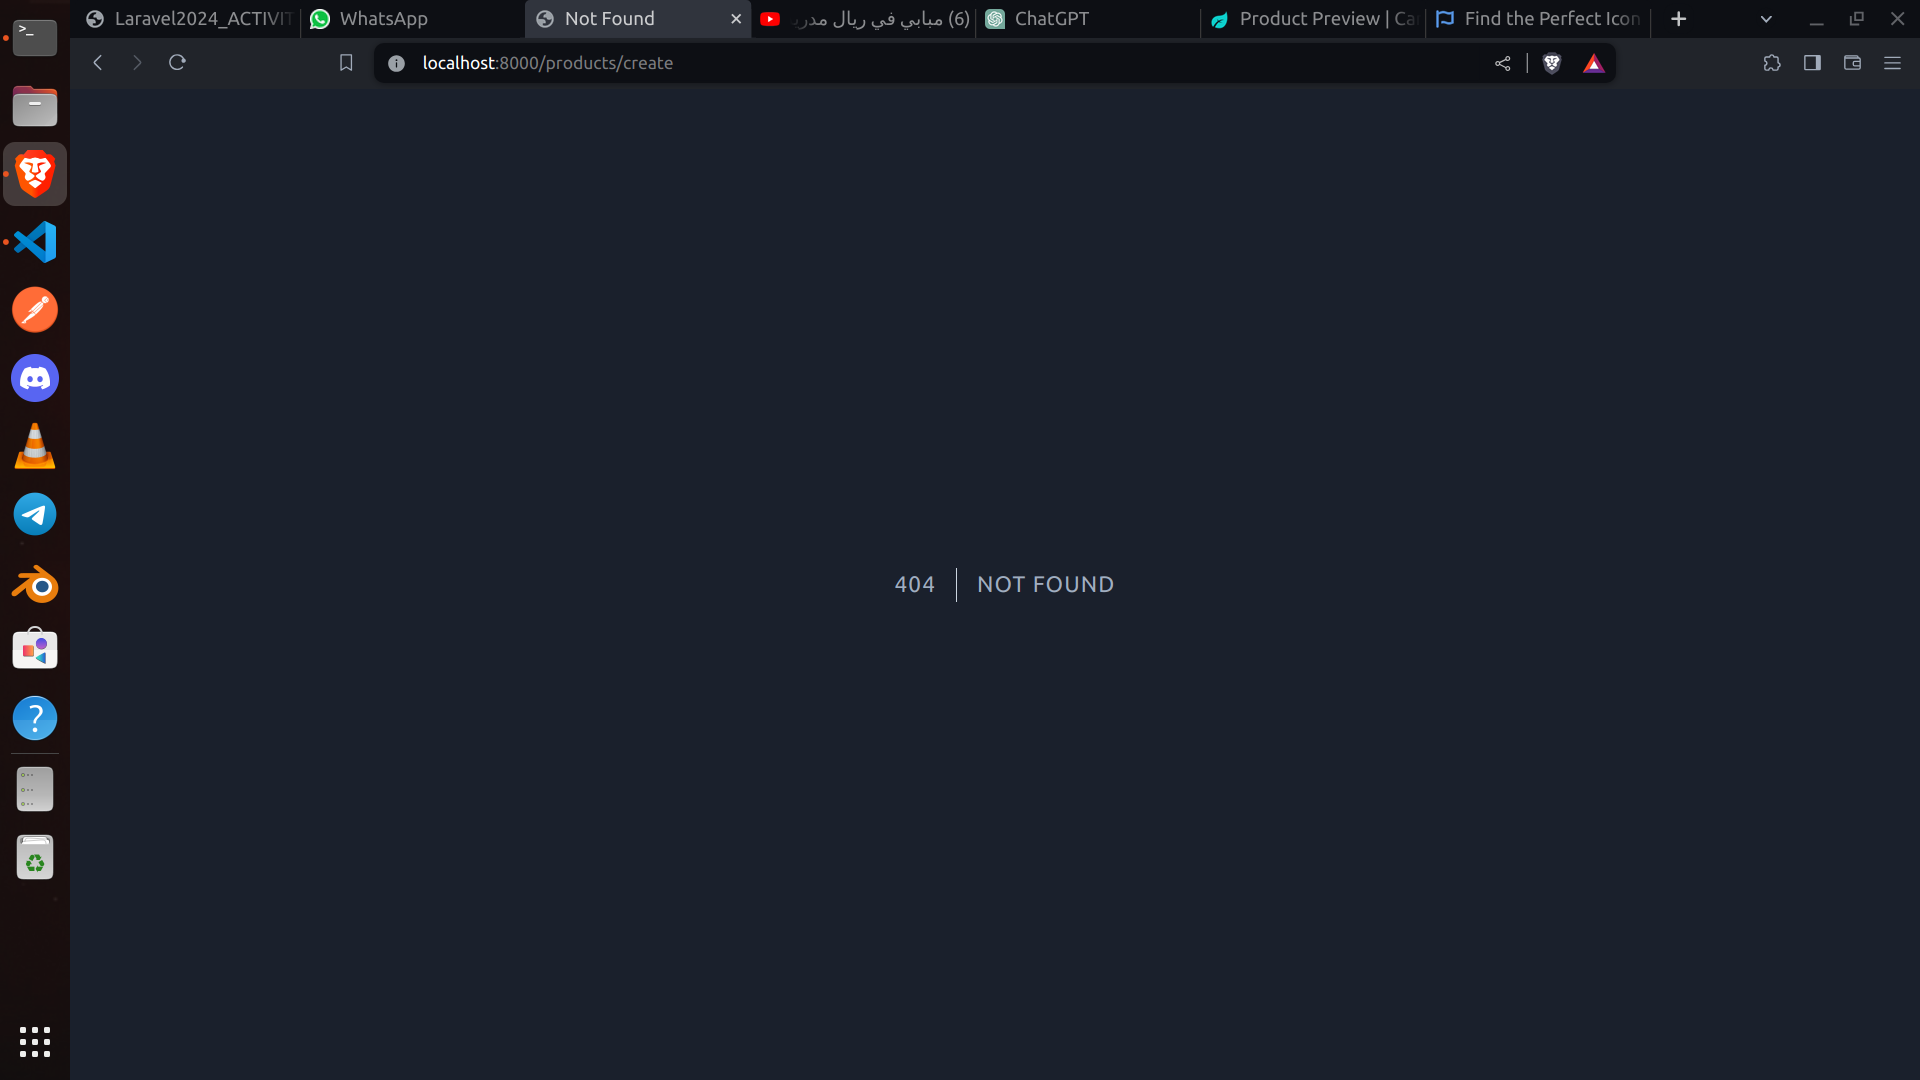 Laravel2024_ACTIVIT
WhatsApp
Not Found
(6) مبابي في ريال مدريد
ChatGPT
Product Preview | Ca
Find the Perfect Icon
localhost:8000/products/create
404
NOT FOUND